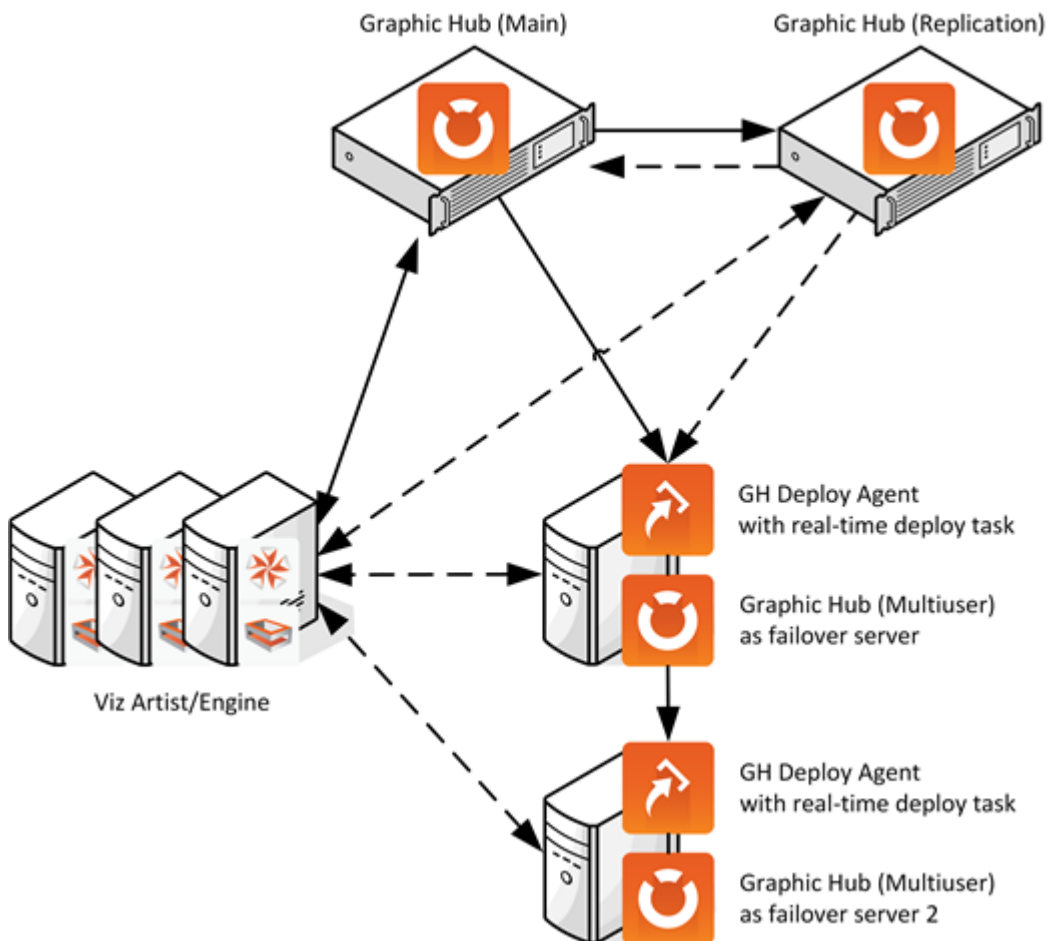 Graphic Hub (Main)
Graphic Hub (Replication)
GH Deploy Agent
with real-time deploy task
Graphic Hub (Multiuser)
as failover server
Viz Artist/Engine
GH Deploy Agent
with real-time deploy task
Graphic Hub (Multiuser)
as failover server 2